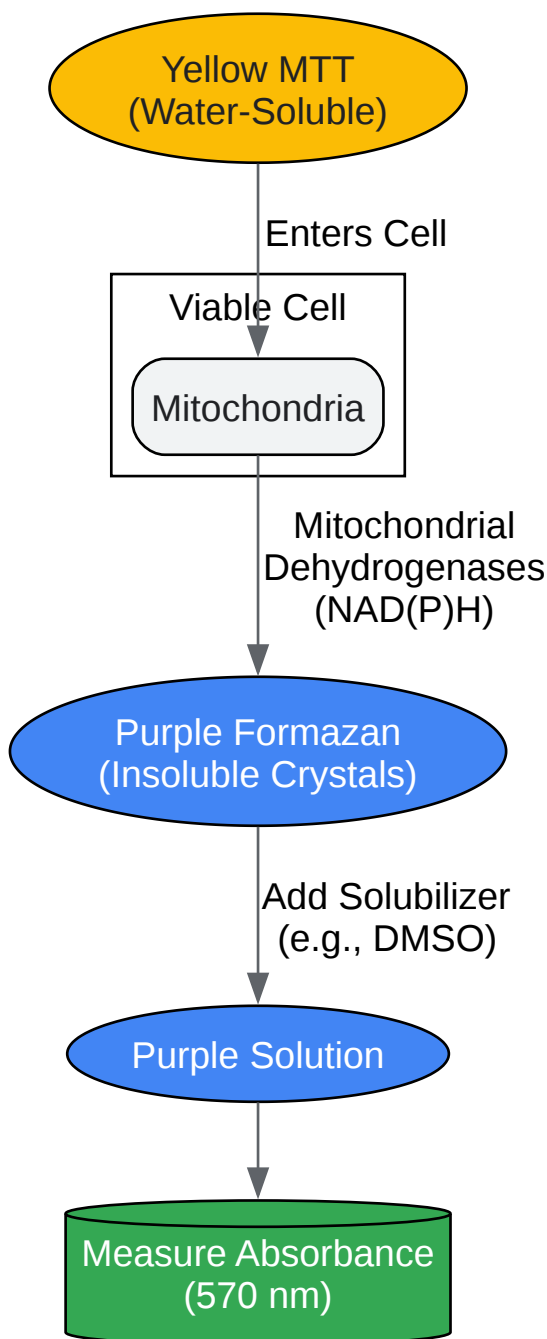 Yellow MTT
(Water-Soluble)
Enters Cell
Viable Cell
Mitochondria
Mitochondrial
Dehydrogenases
(NAD(P)H)
Purple Formazan
(Insoluble Crystals)
Add Solubilizer
(e.g., DMSO)
Purple Solution
Measure Absorbance
(570 nm)